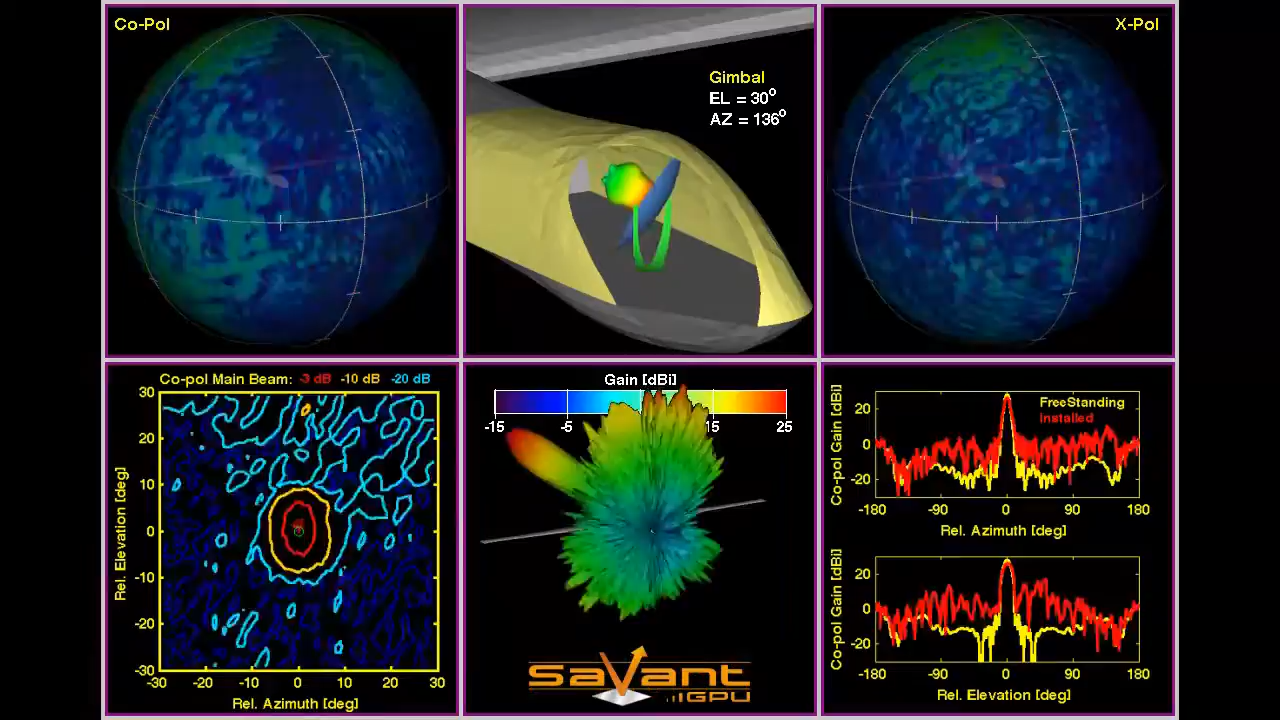 Co-Pol
Gimbal
EL = 30°
AZ = 136°
X-Pol
Co-pol Main Beam: -3 dB -10 dB -20 dB
30
20
10
0
-10
-20
-30
-30 -20 -10 0 10 20 30
Rel. Elevation [deg]
Rel. Azimuth [deg]
Gain [dBi]
-15 -5 15 25
SAVANT
GPU
Co-pol Gain [dBi]
20
0
-20
FreeStanding
Installed
-180 -90 0 90 180
Rel. Azimuth [deg]
Co-pol Gain [dBi]
20
0
-20
-180 -90 0 90 180
Rel. Elevation [deg]